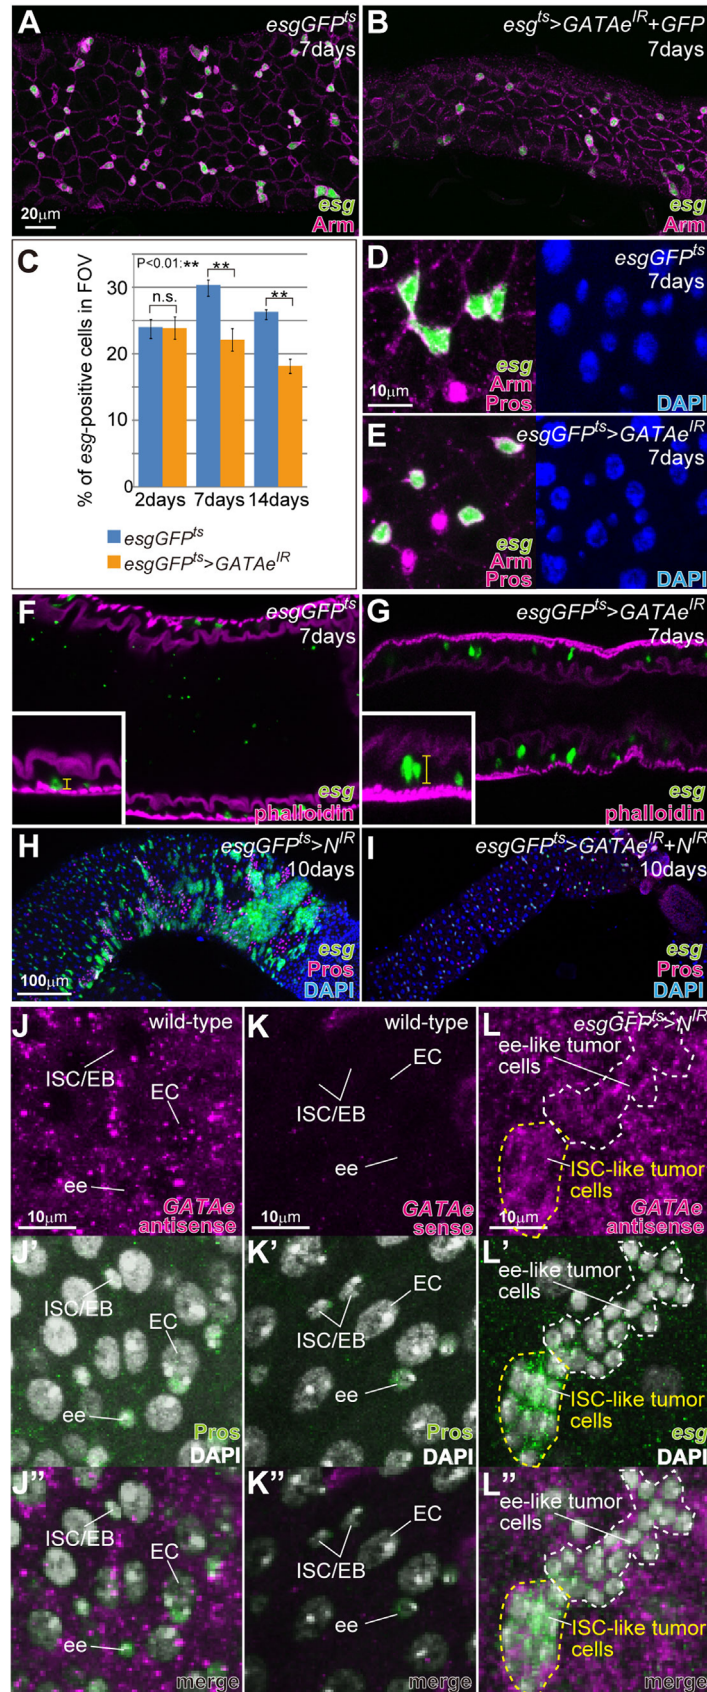 A
esgGFPts
7days
20μm
esg
Arm
B
esgts>GATAeIR+GFP
7days
esg
Arm
C
P<0.01: **
n.s.
**
**
% of esg-positive cells in FOV
30
20
10
0
2days 7days 14days
esgGFPts
esgGFPts>GATAeIR
D
esgGFPts
7days
10μm
esg
Arm
Pros
DAPI
E
esgGFPts>GATAeIR
7days
esg
Arm
Pros
DAPI
F
esgGFPts
7days
esg
phalloidin
G
esgGFPts>GATAeIR
7days
esg
phalloidin
H
esgGFPts>NIR
10days
100μm
esg
Pros
DAPI
I
esgGFPts>GATAeIR+NIR
10days
esg
Pros
DAPI
J
wild-type
ISC/EB
EC
ee
10μm
GATAe
antisense
K
wild-type
EC
ISC/EB
ee
10μm
GATAe
sense
L
esgGFPts>NIR
ee-like tumor
cells
ISC-like tumor
cells
10μm
GATAe
antisense
J'
ISC/EB
EC
ee
Pros
DAPI
K'
EC
ISC/EB
ee
Pros
DAPI
L'
ee-like tumor
cells
ISC-like tumor
cells
esg
DAPI
J"
ISC/EB
EC
ee
merge
K"
EC
ISC/EB
ee
merge
L"
ee-like tumor
cells
ISC-like tumor
cells
merge